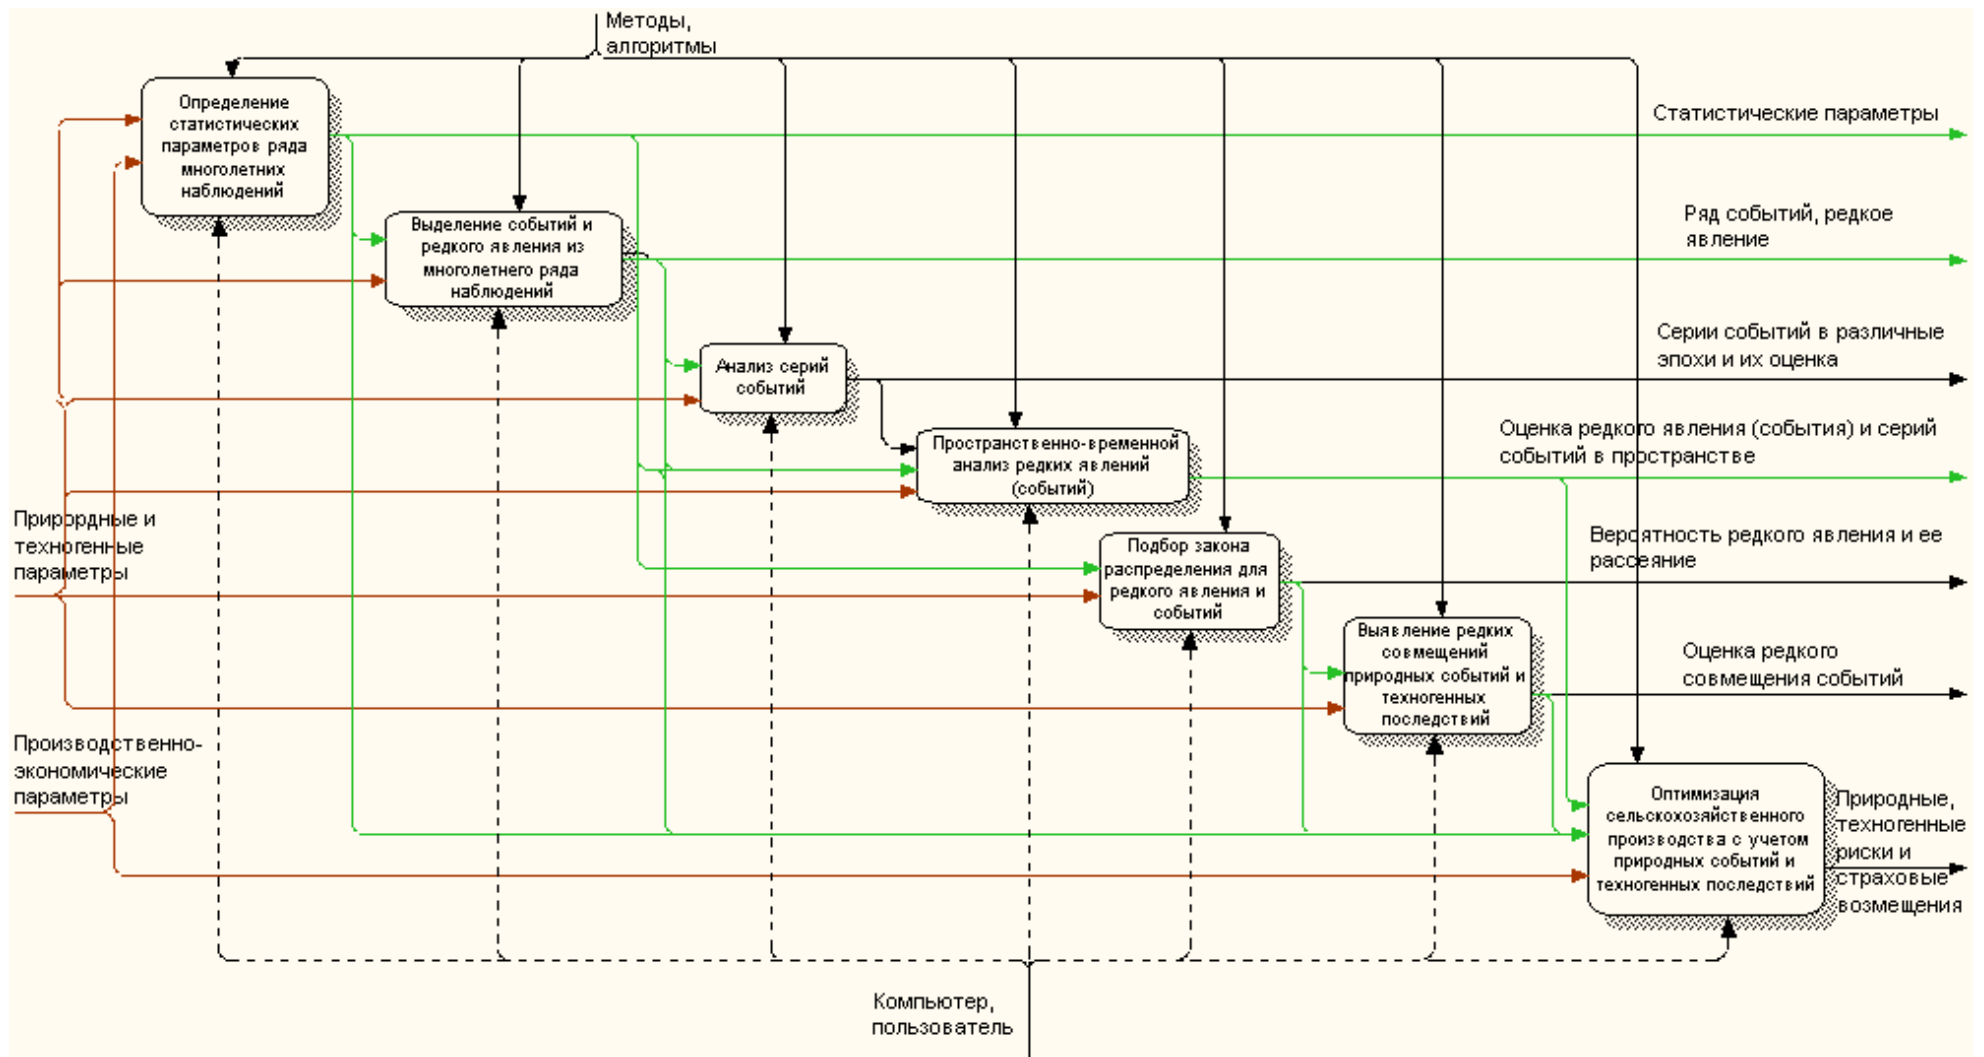 Методы,
алгоритмы
Определение
статистических
параметров ряда
многолетних
наблюдений
Статистические параметры
Выделение событий и
редкого явления из
многолетнего ряда
наблюдений
Ряд событий, редкое
явление
Анализ серий
событий
Серии событий в различные
эпохи и их оценка
Пространственно-временной
анализ редких явлений
(событий)
Оценка редкого явления (события) и серий
событий в пространстве
Прирордные и
техногенные
параметры
Подбор закона
распределения для
редкого явления и
событий
Вероятность редкого явления и ее
рассеяние
Выявление редких
совмещений
природных событий и
техногенных
последствий
Оценка редкого
совмещения событий
Производственно-
экономические
параметры
Оптимизация
сельскохозяйственного
производства с учетом
природных событий и
техногенных последствий
Природные,
техногенные
риски и
страховые
возмещения
Компьютер,
пользователь